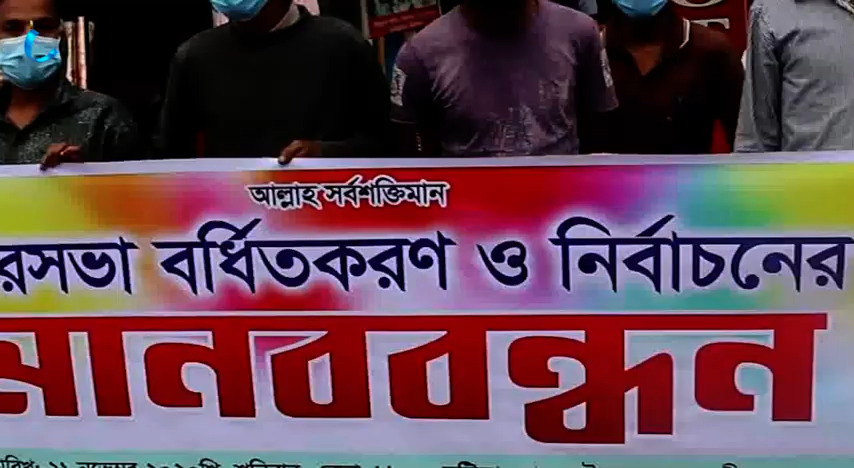 আল্লাহ সর্বশক্তিমান
রসভা বর্ধিতকরণ ও নির্বাচনের
মানববন্ধন